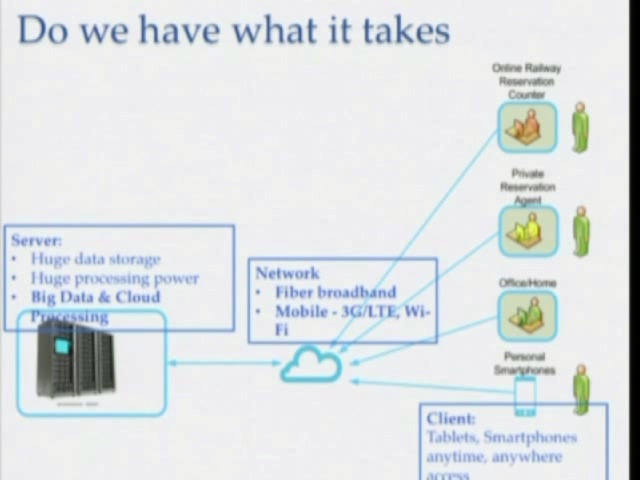 Do we have what it takes
Online Railway
Reservation
Counter
Private
Reservation
Agent
Server:
• Huge data storage
• Huge processing power
• Big Data & Cloud
Processing
Network
• Fiber broadband
• Mobile - 3G/LTE, Wi-
Fi
Office/Home
Personal
Smartphones
Client:
Tablets, Smartphones
anytime, anywhere
access